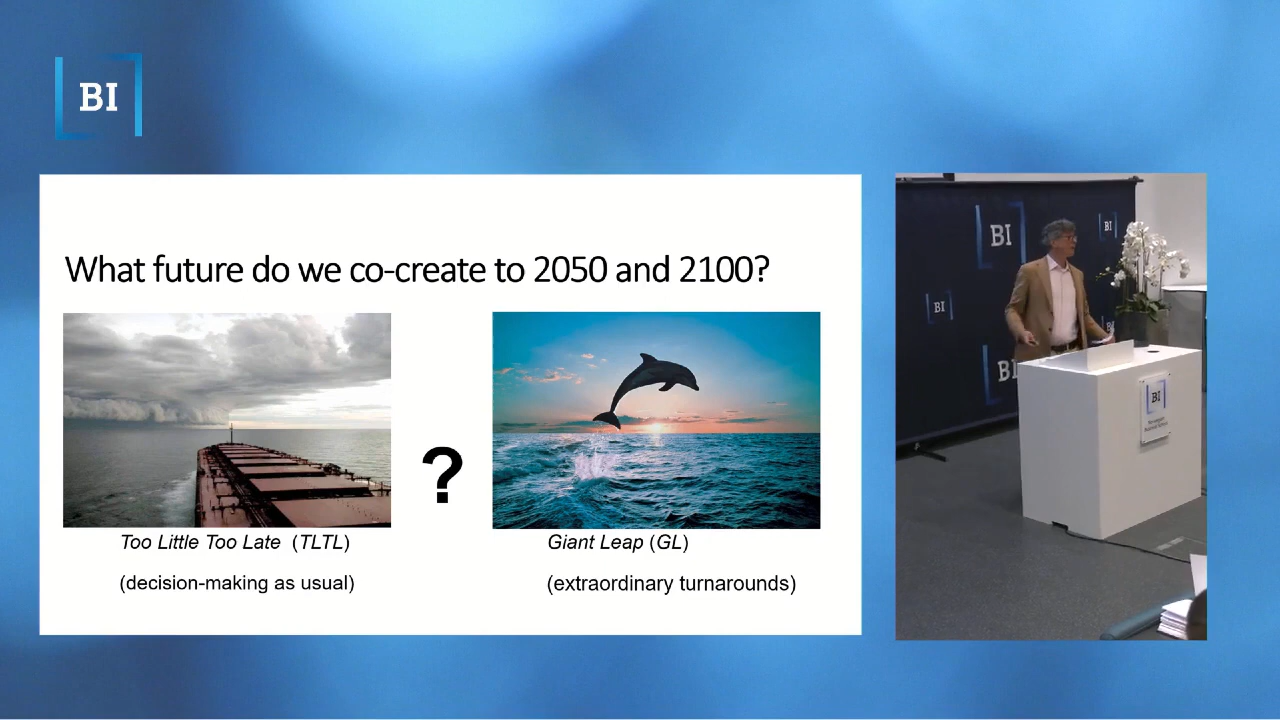 BI
What future do we co-create to 2050 and 2100?
?
Too Little Too Late (TLTL)
(decision-making as usual)
Giant Leap (GL)
(extraordinary turnarounds)
BI
BI
BI
BI
BI
BI